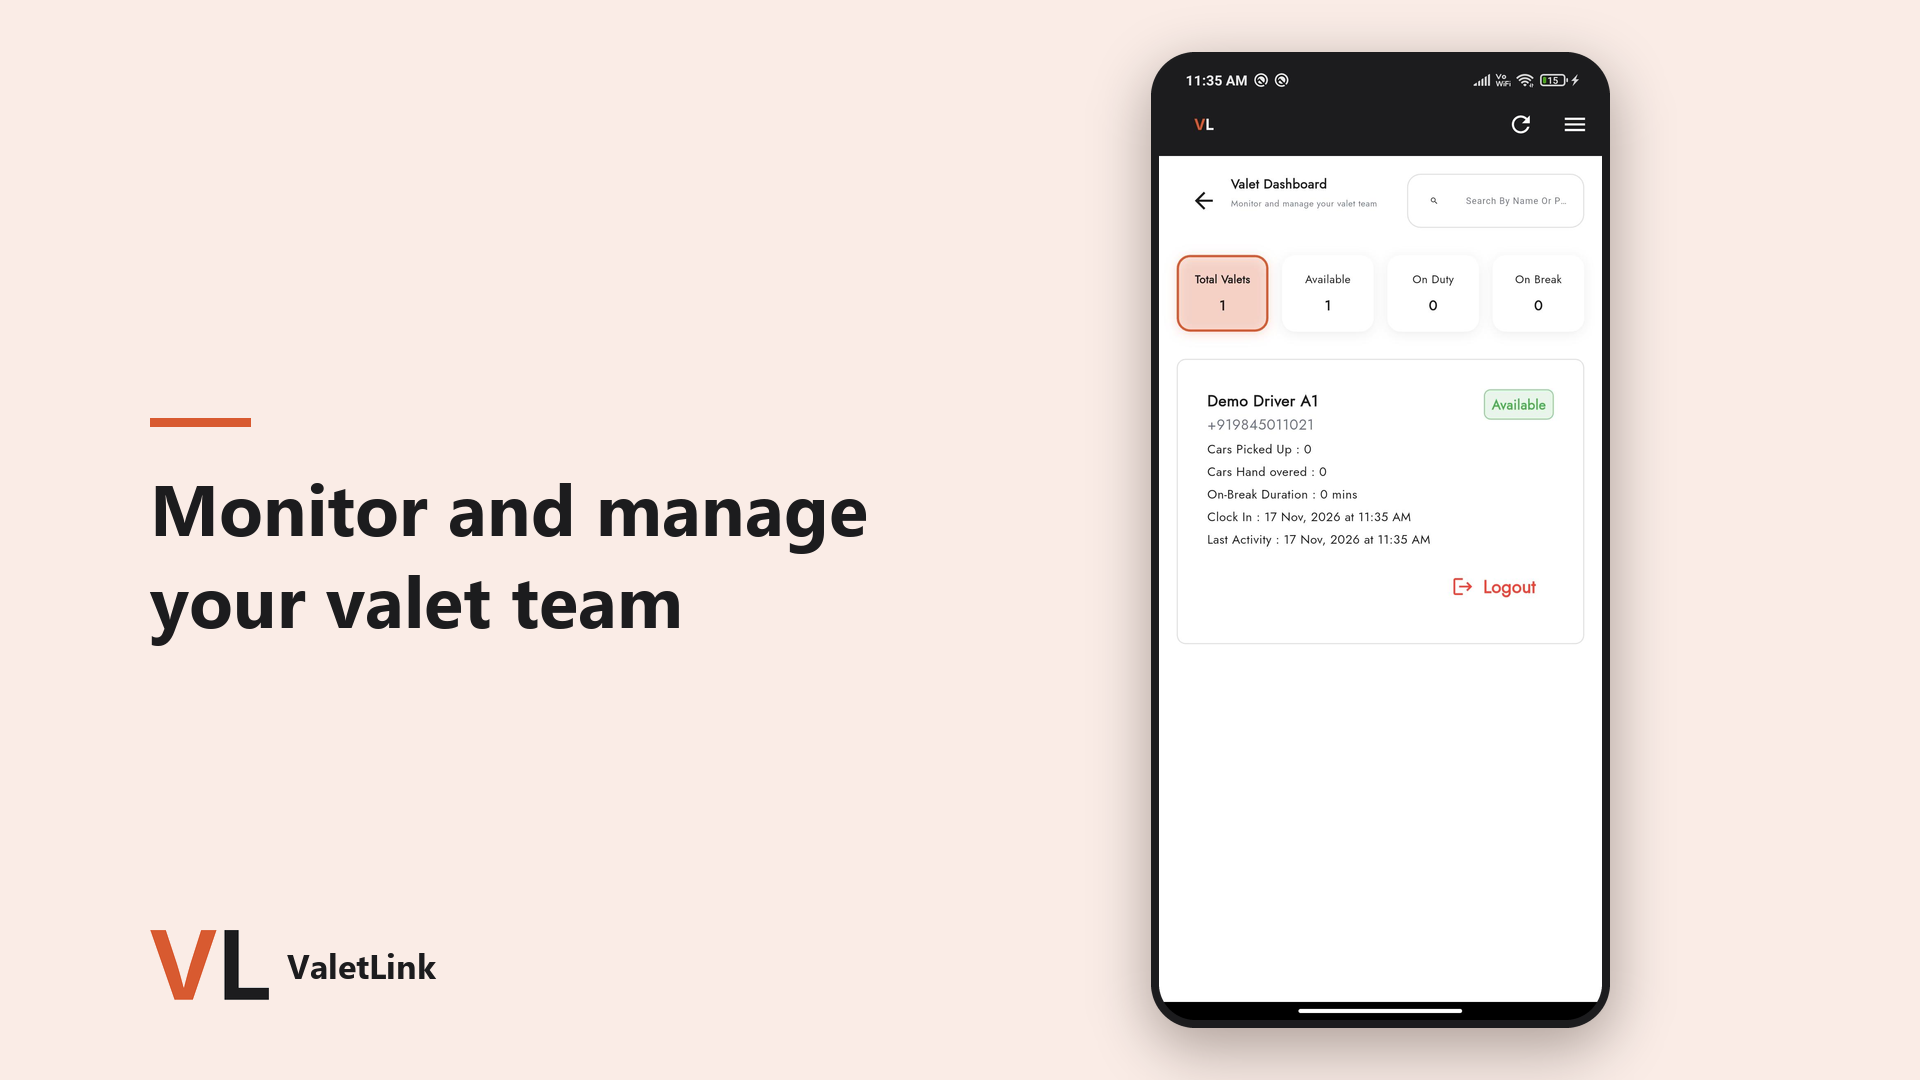 Monitor and manage
your valet team
VL ValetLink
11:35 AM Vo WiFi 15
VL
Valet Dashboard
Monitor and manage your valet team
Search By Name Or P...
Total Valets Available On Duty On Break
1 1 0 0
Demo Driver A1
Available
+919845011021
Cars Picked Up : 0
Cars Hand overed : 0
On-Break Duration : 0 mins
Clock In : 17 Nov, 2026 at 11:35 AM
Last Activity : 17 Nov, 2026 at 11:35 AM
Logout